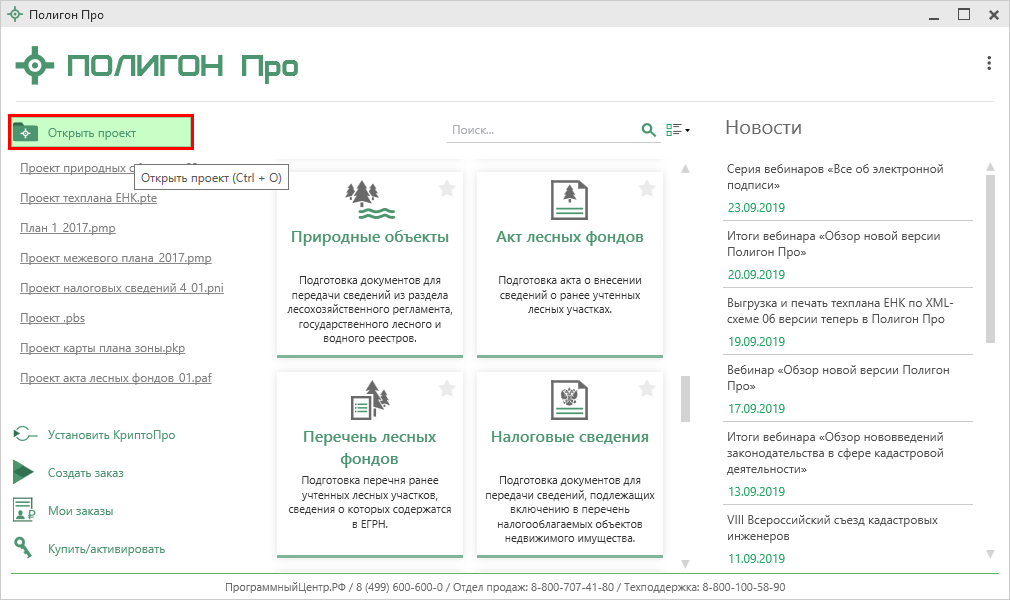 Полигон Про
ПОЛИГОН Про
Открыть проект
Проект природных
Открыть проект (Ctrl + O)
Проект техплана ЕНК.pte
План 1_2017.pmp
Проект межевого плана_2017.pmp
Проект налоговых сведений 4_01.pni
Проект .pbs
Проект карты плана зоны.pkp
Проект акта лесных фондов_01.paf
Установить КриптоПро
Создать заказ
Мои заказы
Купить/активировать
Поиск...
Природные объекты
Подготовка документов для
передачи сведений из раздела
лесохозяйственного регламента,
государственного лесного и
водного реестров.
Акт лесных фондов
Подготовка акта о внесении
сведений о ранее учтенных
лесных участках.
Перечень лесных
фондов
Подготовка перечня ранее
учтенных лесных участков,
сведения о которых содержатся
в ЕГРН.
Налоговые сведения
Подготовка документов для
передачи сведений, подлежащих
включению в перечень
налогооблагаемых объектов
недвижимого имущества.
Новости
Серия вебинаров «Все об электронной
подписи»
23.09.2019
Итоги вебинара «Обзор новой версии
Полигон Про»
20.09.2019
Выгрузка и печать техплана ЕНК по XML-
схеме 06 версии теперь в Полигон Про
19.09.2019
Вебинар «Обзор новой версии Полигон
Про»
17.09.2019
Итоги вебинара «Обзор нововведений
законодательства в сфере кадастровой
деятельности»
13.09.2019
VIII Всероссийский съезд кадастровых
инженеров
11.09.2019
ПрограммныйЦентр.РФ / 8 (499) 600-600-0 / Отдел продаж: 8-800-707-41-80 / Техподдержка: 8-800-100-58-90